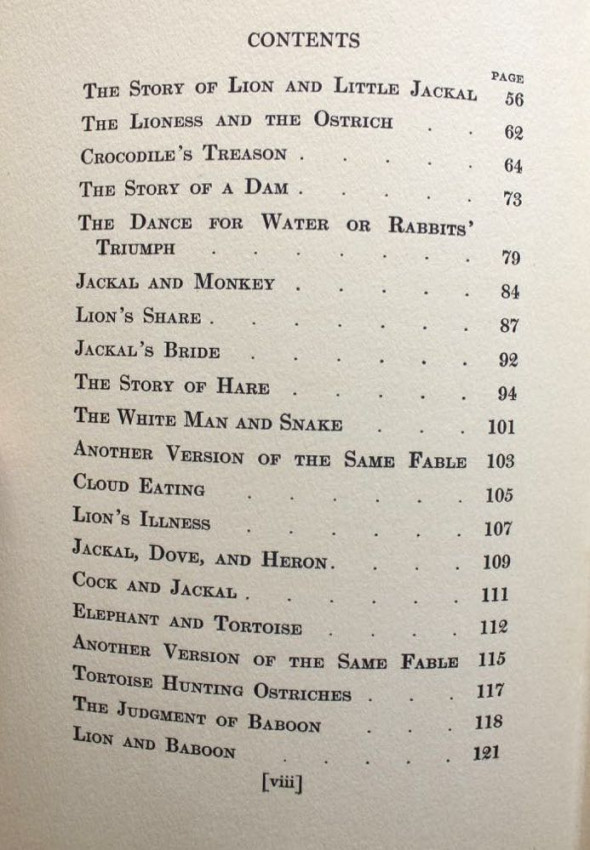 CONTENTS
PAGE
THE STORY OF LION AND LITTLE JACKAL 56
THE LIONESS AND THE OSTRICH . . 62
CROCODILE'S TREASON . . . . . 64
THE STORY OF A DAM . . . . . 73
THE DANCE FOR WATER OR RABBITS'
TRIUMPH . . . . . . . 79
JACKAL AND MONKEY . . . . . 84
LION'S SHARE . . . . . . . 87
JACKAL'S BRIDE . . . . . . 92
THE STORY OF HARE . . . . . 94
THE WHITE MAN AND SNAKE . . . 101
ANOTHER VERSION OF THE SAME FABLE 103
CLOUD EATING . . . . . . 105
LION'S ILLNESS . . . . . . 107
JACKAL, DOVE, AND HERON . . . . 109
COCK AND JACKAL . . . . . . 111
ELEPHANT AND TORTOISE . . . . 112
ANOTHER VERSION OF THE SAME FABLE 115
TORTOISE HUNTING OSTRICHES . . . 117
THE JUDGMENT OF BABOON . . . 118
LION AND BABOON . . . . . 121
[viii]